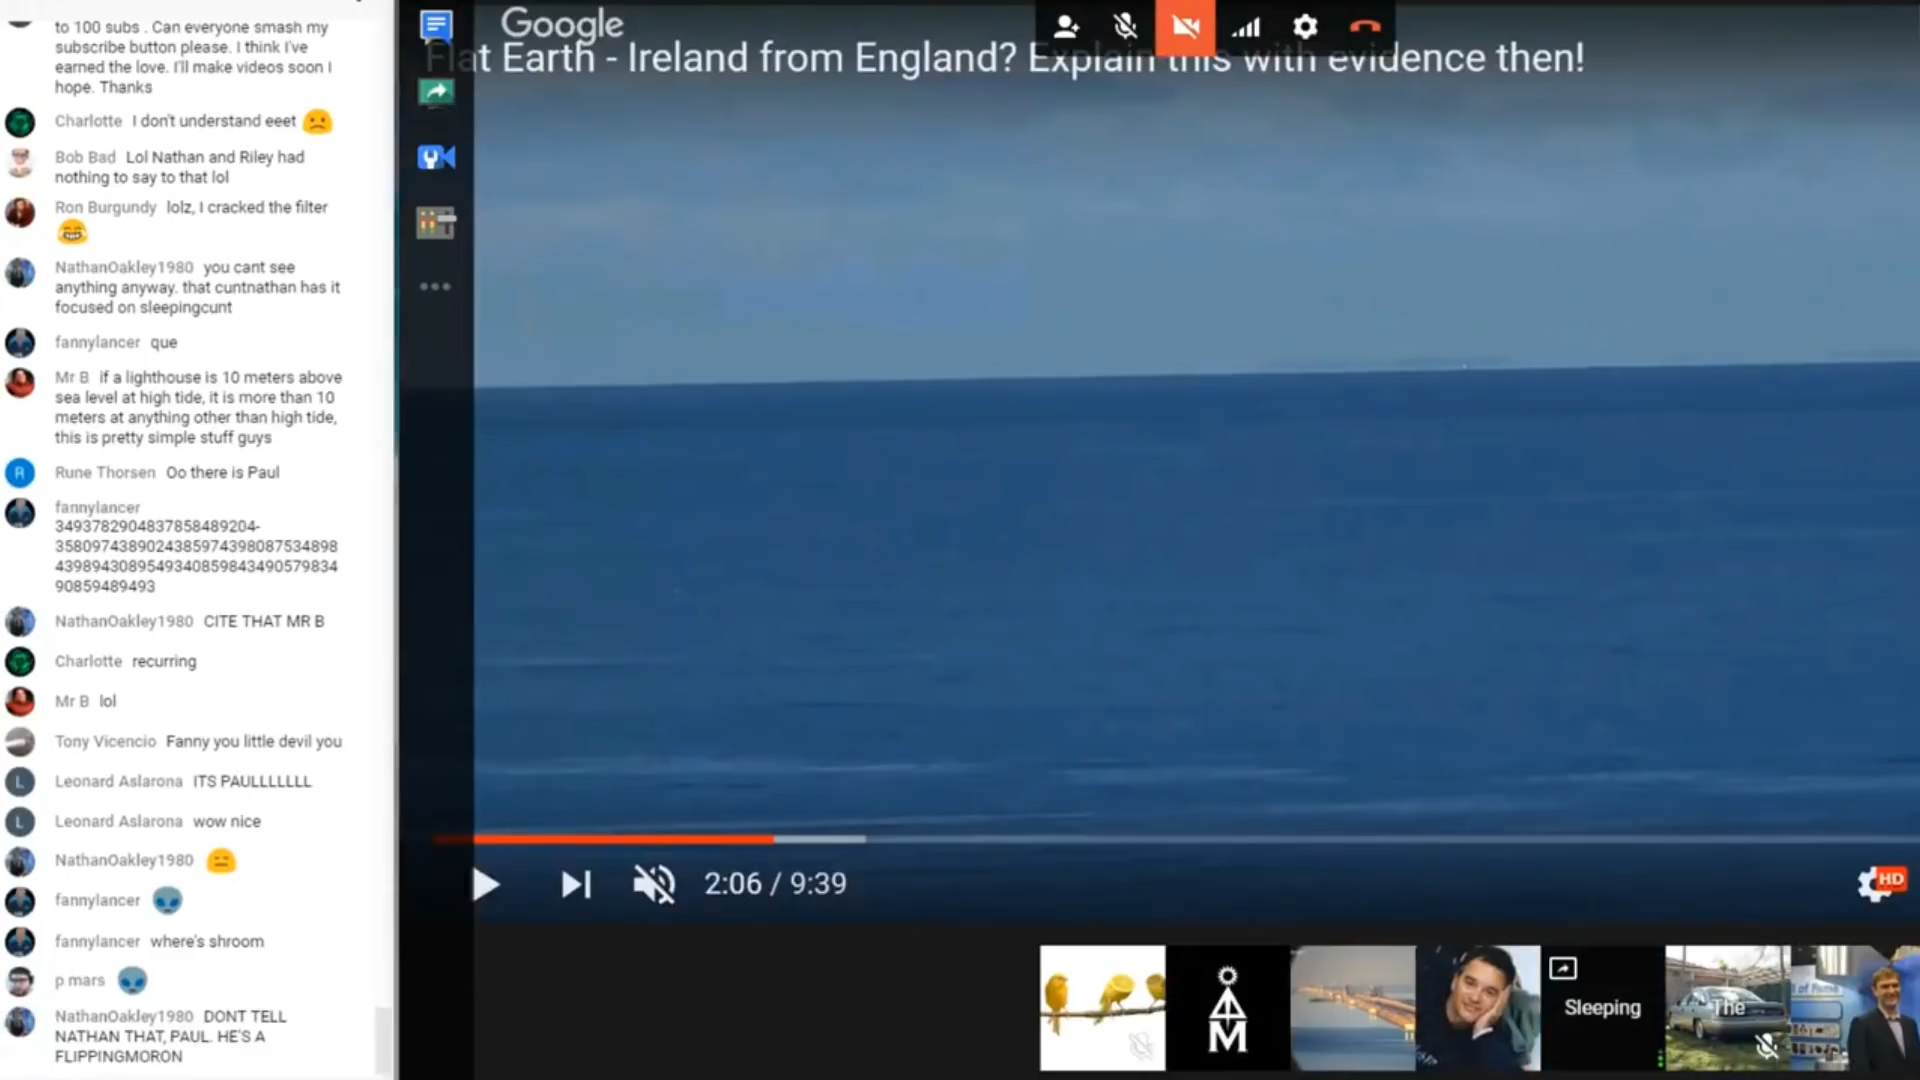 to 100 subs . Can everyone smash my
subscribe button please. I think I've
earned the love. I'll make videos soon I
hope. Thanks
Charlotte I don't understand eeet
Bob Bad Lol Nathan and Riley had
nothing to say to that lol
Ron Burgundy lolz, I cracked the filter
NathanOakley1980 you cant see
anything anyway. that cuntnathan has it
focused on sleepingcunt
fannylancer que
Mr B if a lighthouse is 10 meters above
sea level at high tide, it is more than 10
meters at anything other than high tide,
this is pretty simple stuff guys
R
Rune Thorsen Oo there is Paul
fannylancer
3493782904837858489204-
3580974389024385974398087534898
4398943089549340859843490579834
90859489493
NathanOakley1980 CITE THAT MR B
Charlotte recurring
Mr B lol
Tony Vicencio Fanny you little devil you
L
Leonard Aslarona ITS PAULLLLLLL
L
Leonard Aslarona wow nice
NathanOakley1980
fannylancer
fannylancer where's shroom
p mars
NathanOakley1980 DONT TELL
NATHAN THAT, PAUL. HE'S A
FLIPPINGMORON
Google
Flat Earth - Ireland from England? Explain this with evidence then!
2:06 / 9:39
HD
M
Sleeping
The
of Fame